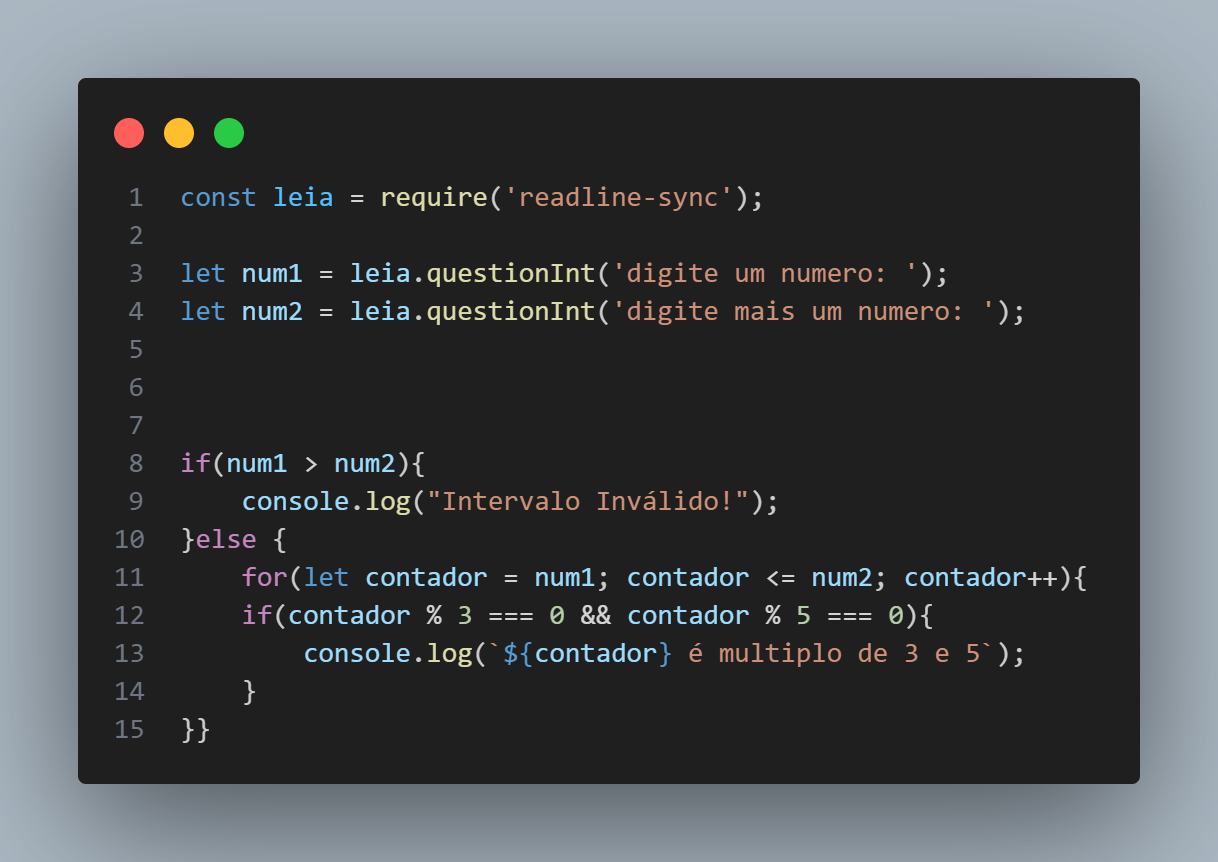 1 const leia = require('readline-sync');
2
3 let num1 = leia.questionInt('digite um numero: ');
4 let num2 = leia.questionInt('digite mais um numero: ');
5
6
7
8 if(num1 > num2){
9     console.log("Intervalo Inválido!");
10 }else {
11     for(let contador = num1; contador <= num2; contador++){
12     if(contador % 3 === 0 && contador % 5 === 0){
13         console.log(`${contador} é multiplo de 3 e 5`);
14     }
15 }}